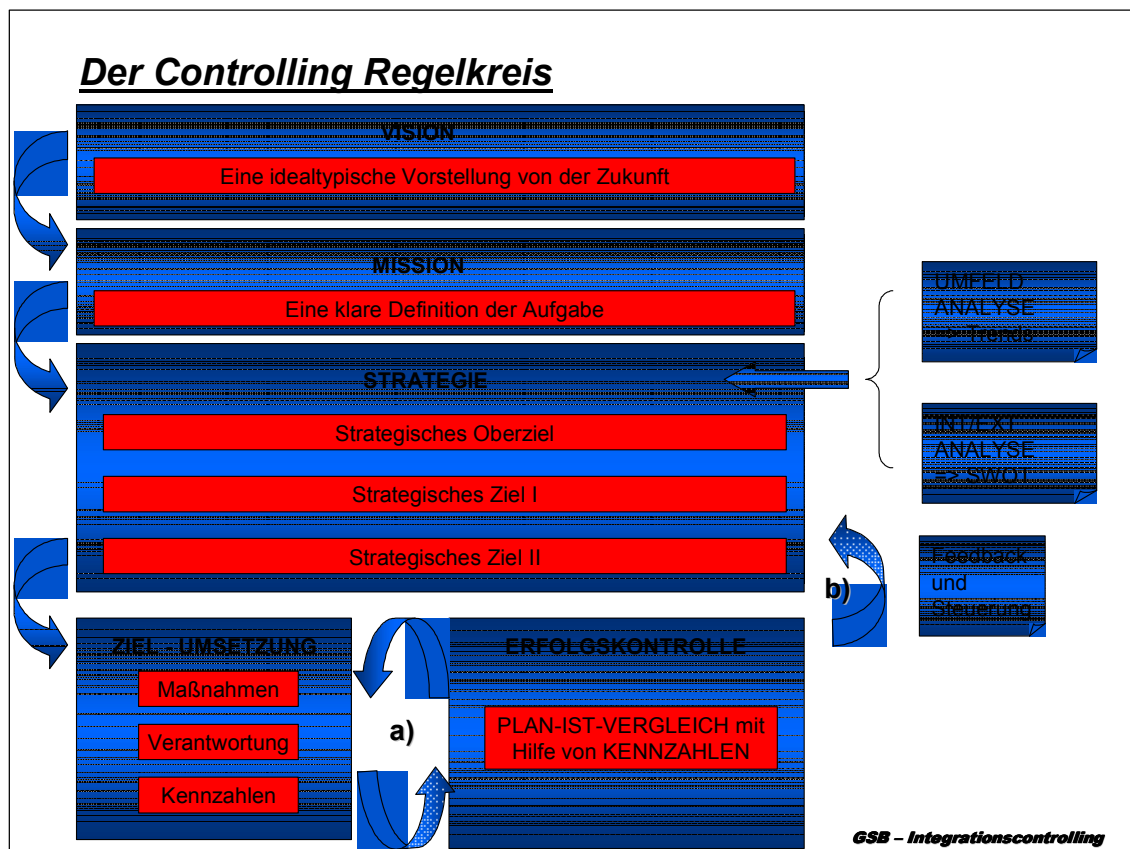 Der Controlling Regelkreis
VISION
Eine idealtypische Vorstellung von der Zukunft
MISSION
Eine klare Definition der Aufgabe
STRATEGIE
Strategisches Oberziel
Strategisches Ziel I
Strategisches Ziel II
UMFELD
ANALYSE
=> Trends
INT/EXT
ANALYSE
=> SWOT
b)
Feedback
und
Steuerung
ZIEL - UMSETZUNG
Maßnahmen
Verantwortung
Kennzahlen
a)
ERFOLGSKONTROLLE
PLAN-IST-VERGLEICH mit
Hilfe von KENNZAHLEN
GSB – Integrationscontrolling